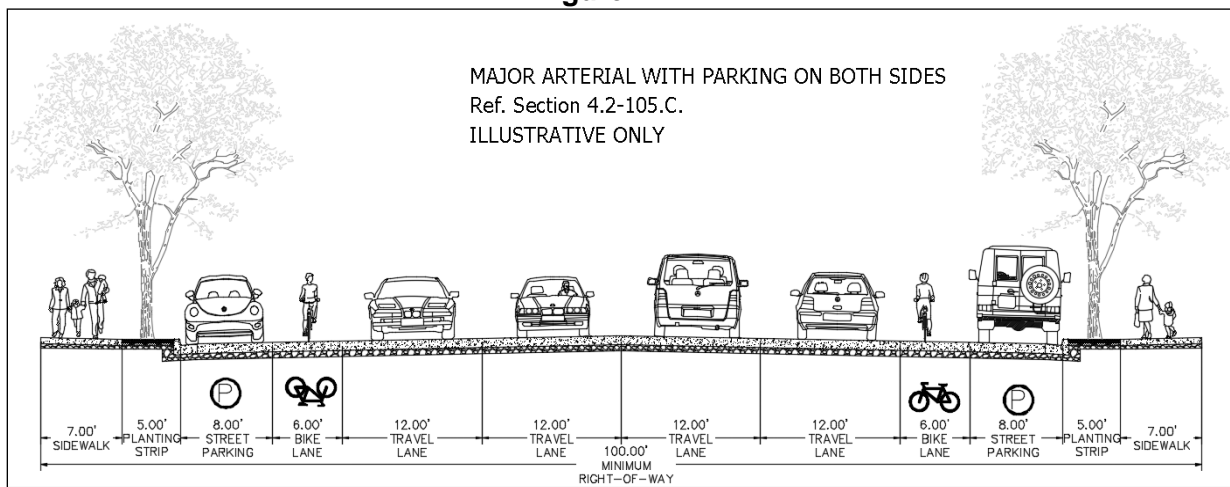 MAJOR ARTERIAL WITH PARKING ON BOTH SIDES
Ref. Section 4.2-105.C.
ILLUSTRATIVE ONLY
P
P
7.00'
SIDEWALK
5.00'
PLANTING
STRIP
8.00'
STREET
PARKING
6.00'
BIKE
LANE
12.00'
TRAVEL
LANE
12.00'
TRAVEL
LANE
12.00'
TRAVEL
LANE
12.00'
TRAVEL
LANE
6.00'
BIKE
LANE
8.00'
STREET
PARKING
5.00'
PLANTING
STRIP
7.00'
SIDEWALK
100.00'
MINIMUM
RIGHT-OF-WAY